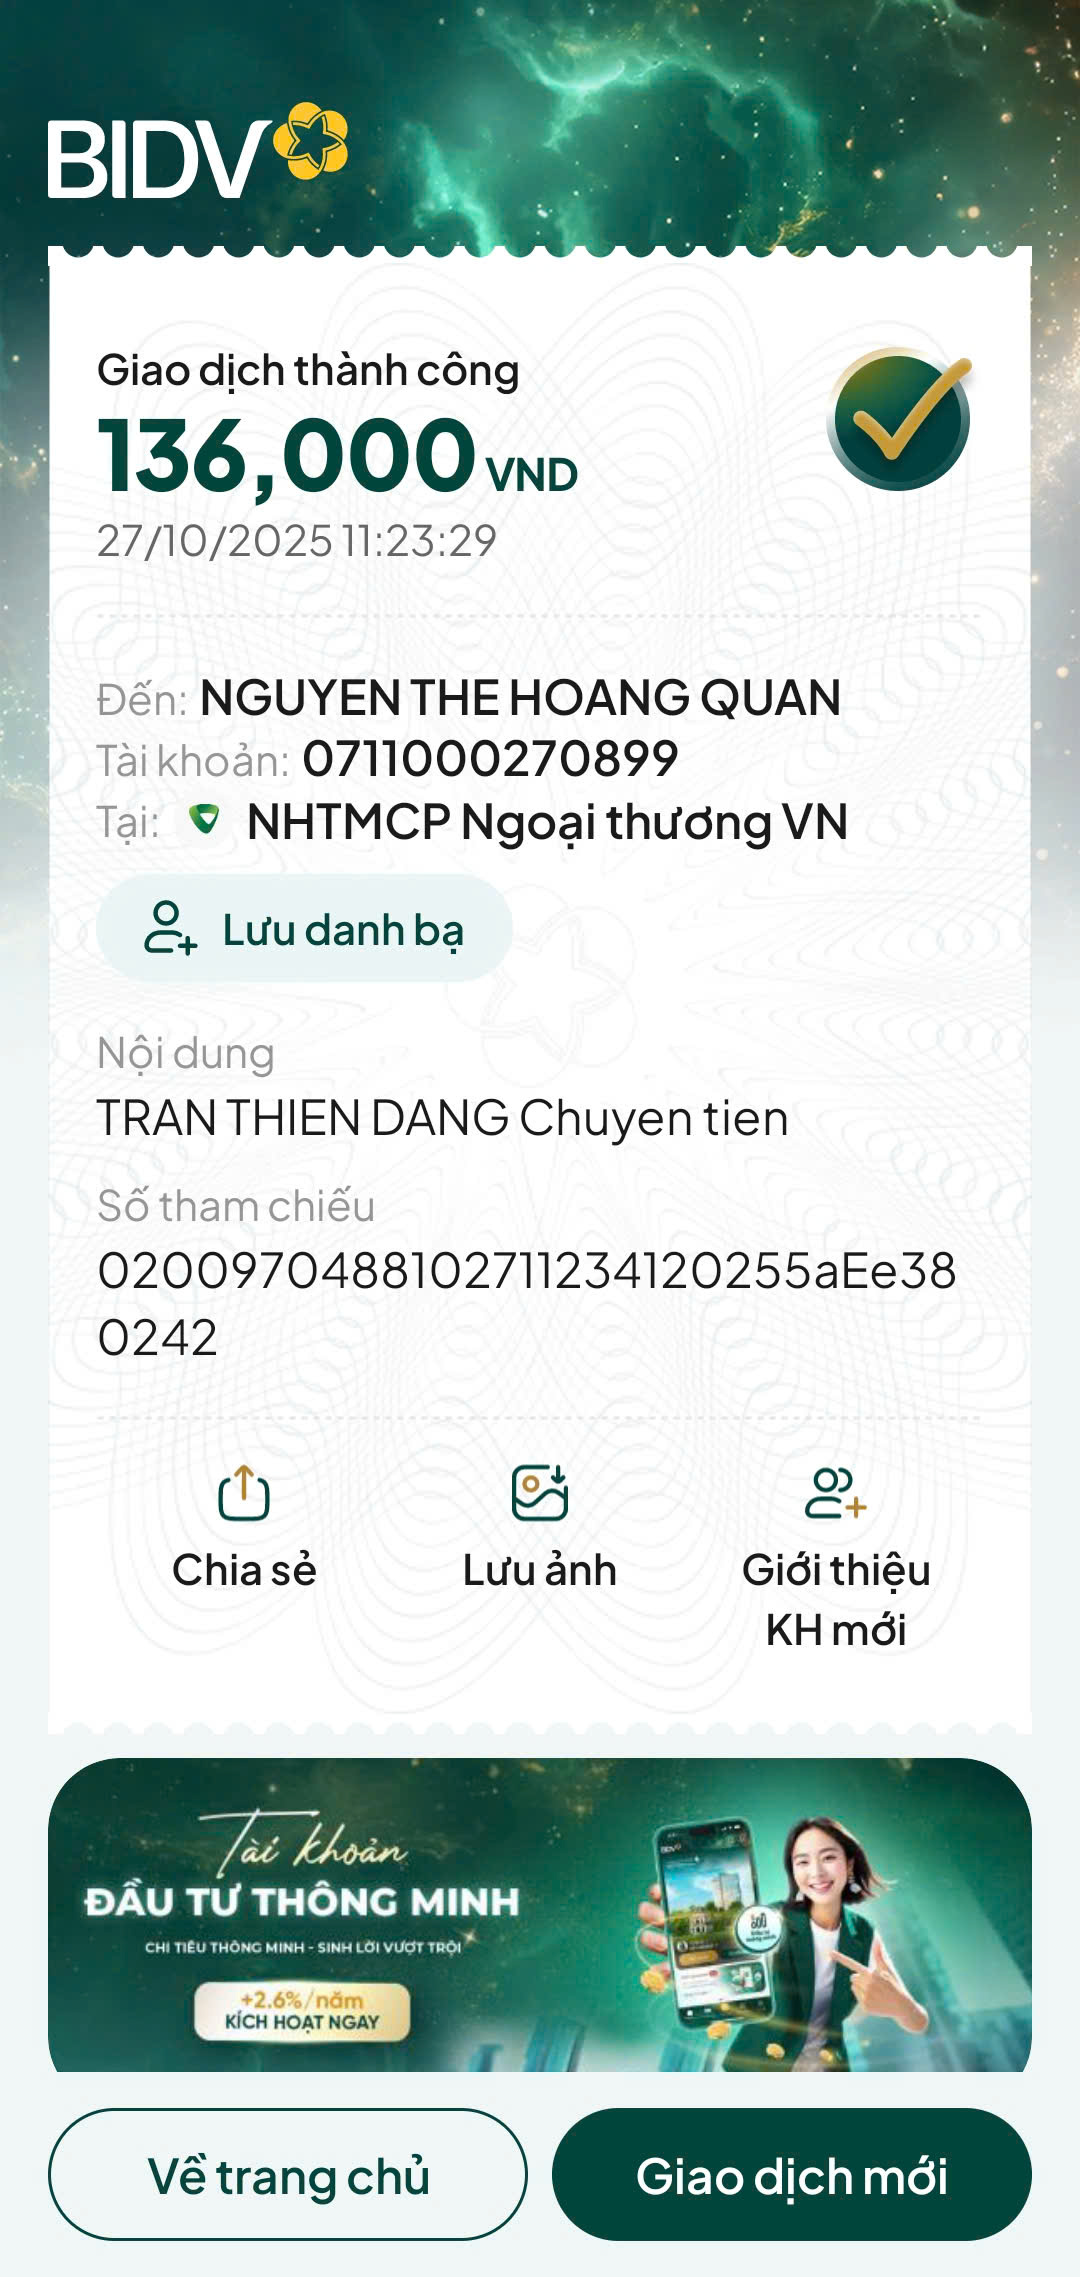 BIDV
Giao dịch thành công
136,000 VND
27/10/2025 11:23:29
Đến: NGUYEN THE HOANG QUAN
Tài khoản: 0711000270899
Tại: NHTMCP Ngoại thương VN
Lưu danh bạ
Nội dung
TRAN THIEN DANG Chuyen tien
Số tham chiếu
020097048810271123412025​5aEe38
0242
Chia sẻ
Lưu ảnh
Giới thiệu
KH mới
Tài khoản
ĐẦU TƯ THÔNG MINH
CHI TIÊU THÔNG MINH - SINH LỜI VƯỢT TRỘI
+2.6%/năm
KÍCH HOẠT NGAY
Về trang chủ
Giao dịch mới